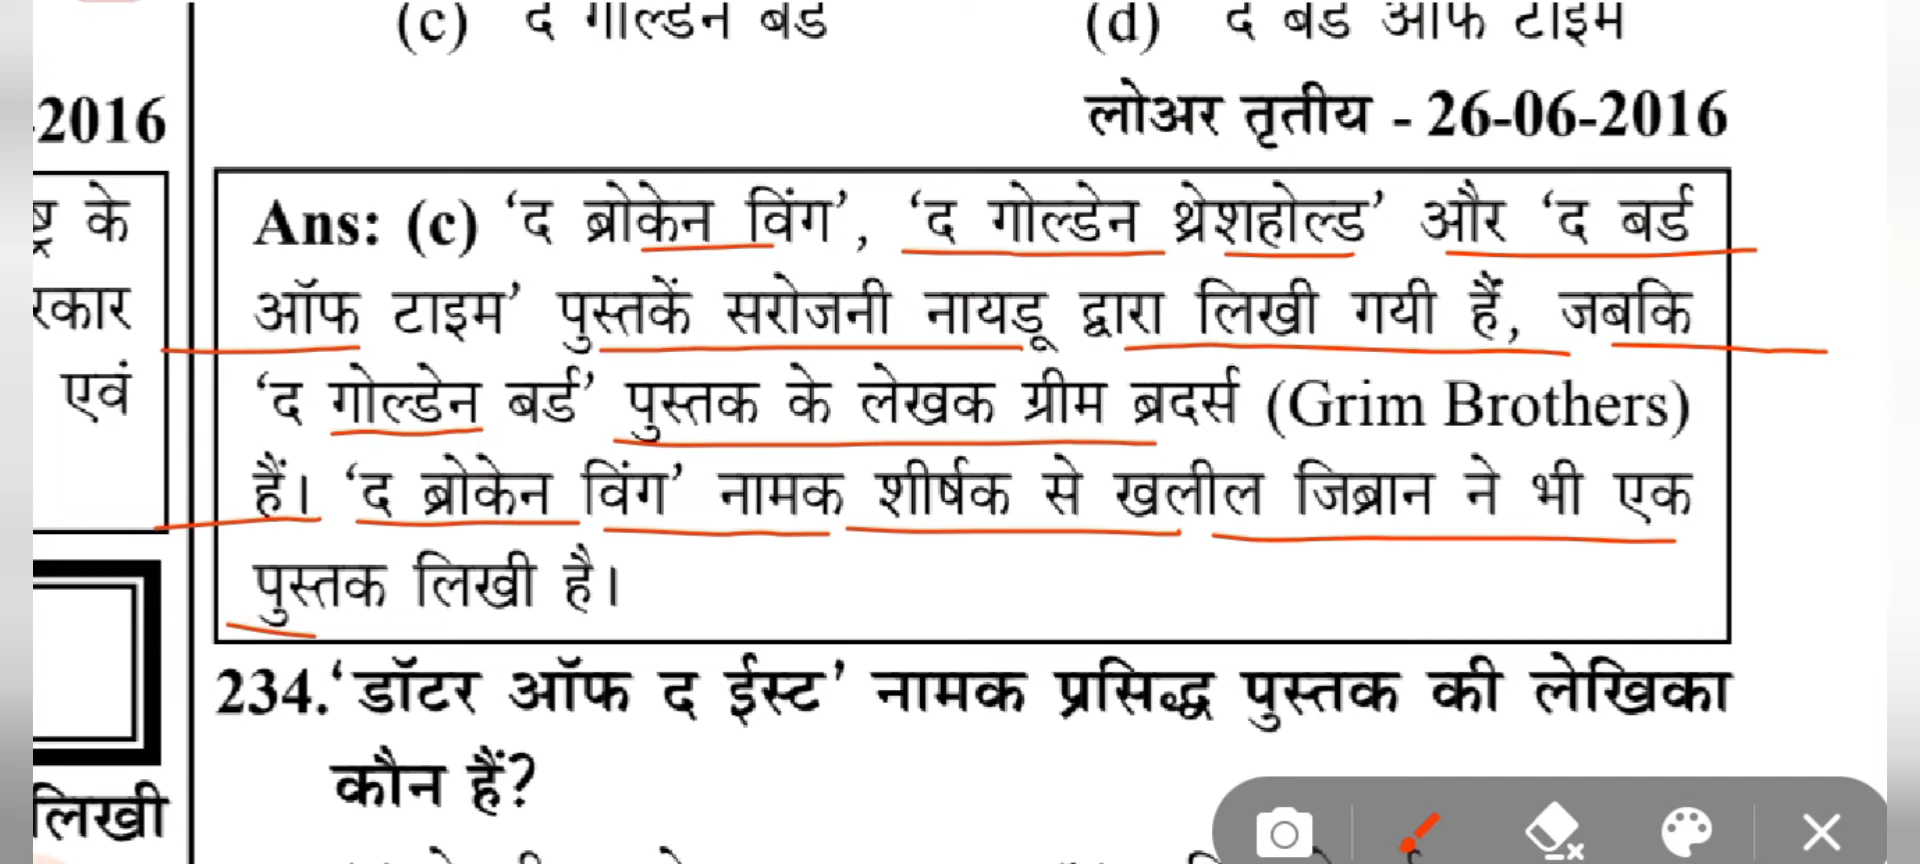 (c) द गोल्डेन बर्ड
(d) द बर्ड ऑफ टाइम
2016
लोअर तृतीय - 26-06-2016
के
Ans: (c) ‘द ब्रोकेन विंग’, ‘द गोल्डेन थ्रेशहोल्ड’ और ‘द बर्ड
ऑफ टाइम’ पुस्तकें सरोजनी नायडू द्वारा लिखी गयी हैं, जबकि
एवं
‘द गोल्डेन बर्ड’ पुस्तक के लेखक ग्रीम ब्रदर्स (Grim Brothers)
हैं। ‘द ब्रोकेन विंग’ नामक शीर्षक से खलील जिब्रान ने भी एक
पुस्तक लिखी है।
234. ‘डॉटर ऑफ द ईस्ट’ नामक प्रसिद्ध पुस्तक की लेखिका
कौन हैं?
लिखी